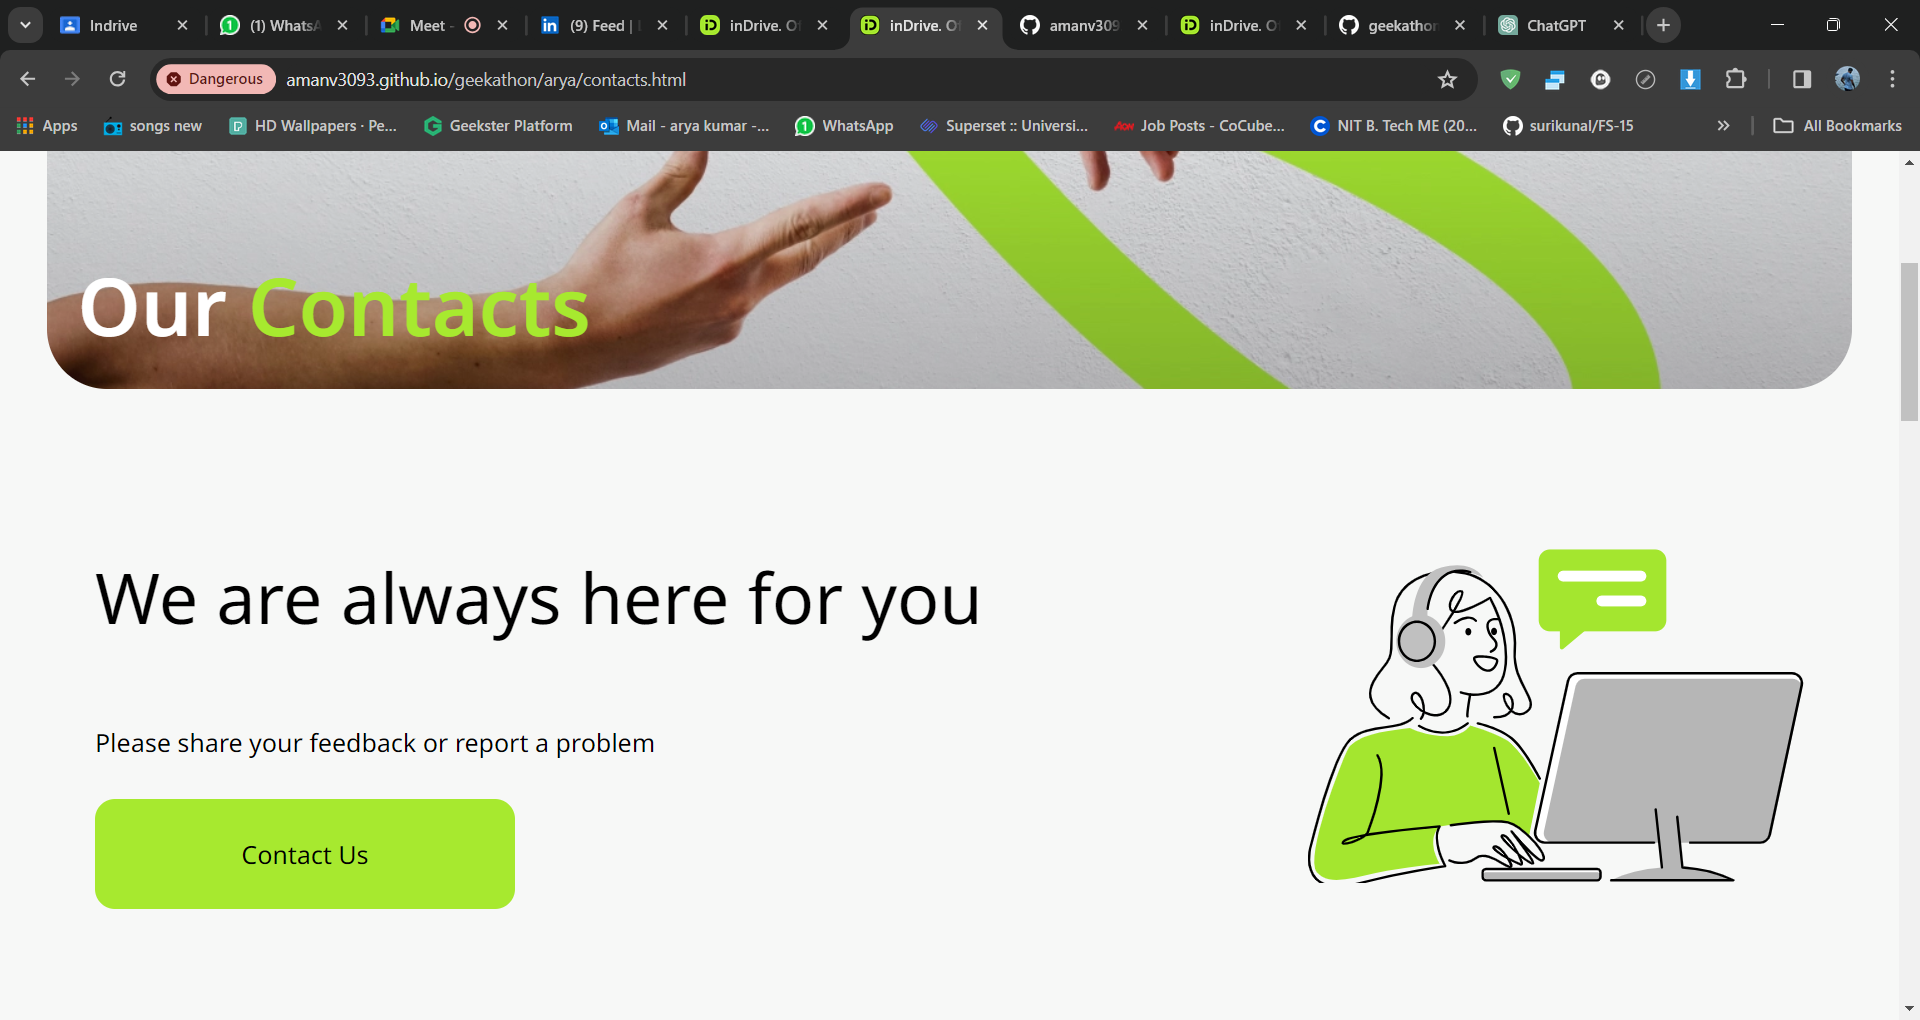 Indrive
(1) WhatsA
Meet -
(9) Feed |
inDrive. O
inDrive. O
amanv309
inDrive. O
geekathon
ChatGPT
Dangerous
amanv3093.github.io/geekathon/arya/contacts.html
Apps
songs new
HD Wallpapers · Pe...
Geekster Platform
Mail - arya kumar -...
WhatsApp
Superset :: Universi...
Job Posts - CoCube...
NIT B. Tech ME (20...
surikunal/FS-15
All Bookmarks
Our Contacts
We are always here for you
Please share your feedback or report a problem
Contact Us